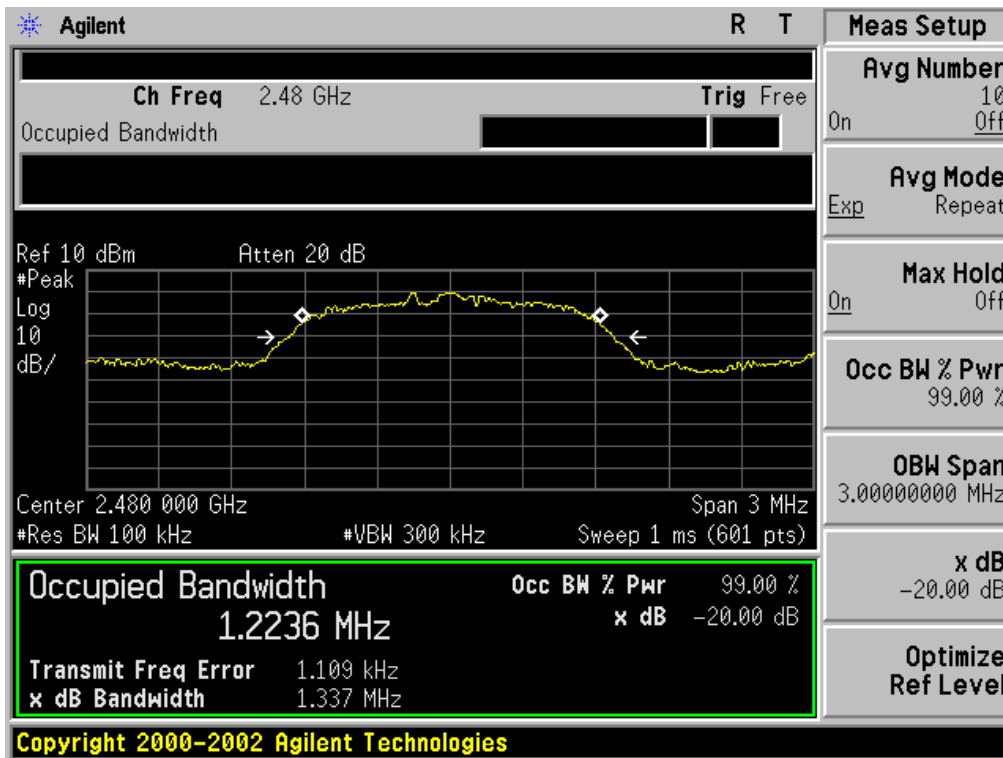 Agilent R T
Ch Freq 2.48 GHz Trig Free
Occupied Bandwidth
Ref 10 dBm Atten 20 dB
#Peak
Log
10
dB/
Center 2.480 000 GHz Span 3 MHz
#Res BW 100 kHz #VBW 300 kHz Sweep 1 ms (601 pts)
Occupied Bandwidth Occ BW % Pwr 99.00 %
1.2236 MHz x dB -20.00 dB
Transmit Freq Error 1.109 kHz
x dB Bandwidth 1.337 MHz
Copyright 2000-2002 Agilent Technologies
Meas Setup
Avg Number
10
On Off
Avg Mode
Exp Repeat
Max Hold
On Off
Occ BW % Pwr
99.00 %
OBW Span
3.00000000 MHz
x dB
-20.00 dB
Optimize
Ref Level